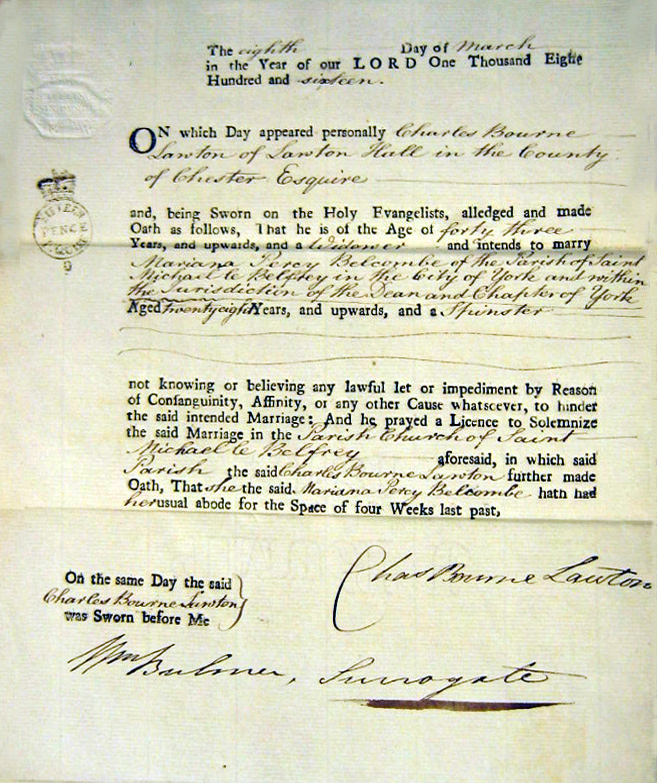 The eighth Day of March
in the Year of our LORD One Thousand Eight
Hundred and sixteen.
ON which Day appeared personally Charles Bourne
Lawton of Lawton Hall in the County
of Chester Esquire
and, being Sworn on the Holy Evangelists, alledged and made
Oath as follows, That he is of the Age of forty three
Years, and upwards, and a Widower and intends to marry
Mariana Percy Belcombe of the Parish of Saint
Michael le Belfrey in the City of York and within
the Jurisdiction of the Dean and Chapter of York
Aged twenty eight Years, and upwards, and a Spinster
not knowing or believing any lawful let or impediment by Reason
of Consanguinity, Affinity, or any other Cause whatsoever, to hinder
the said intended Marriage: And he prayed a Licence to Solemnize
the said Marriage in the Parish Church of Saint
Michael le Belfrey aforesaid, in which said
Parish the said Charles Bourne Lawton further made
Oath, That she the said Mariana Percy Belcombe hath had
her usual abode for the Space of four Weeks last past,
On the same Day the said
Charles Bourne Lawton
was Sworn before Me
Chas Bourne Lawton
Wm Bulmer, Surrogate
PENCE